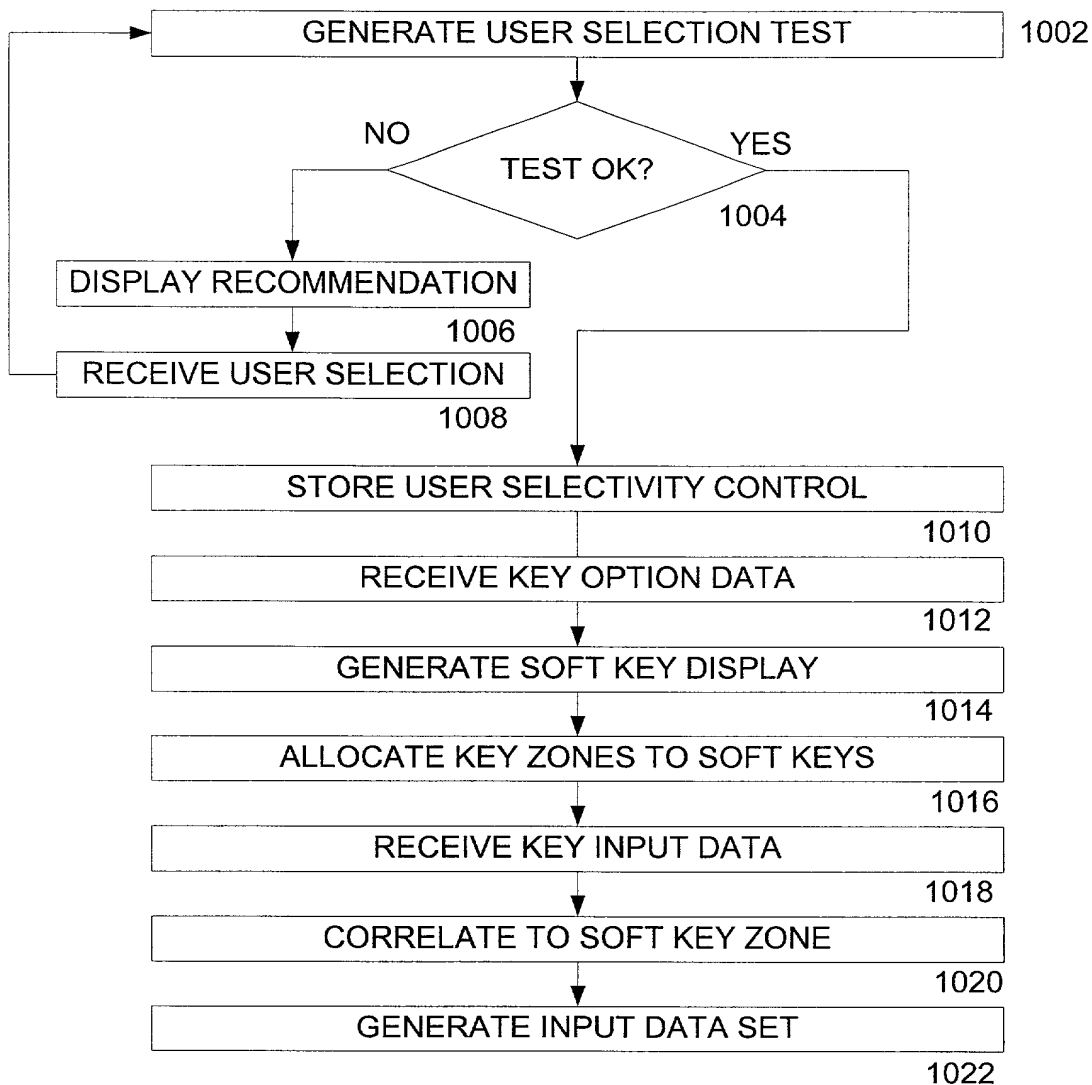 GENERATE USER SELECTION TEST
1002
NO
YES
TEST OK?
1004
DISPLAY RECOMMENDATION
1006
RECEIVE USER SELECTION
1008
STORE USER SELECTIVITY CONTROL
1010
RECEIVE KEY OPTION DATA
1012
GENERATE SOFT KEY DISPLAY
1014
ALLOCATE KEY ZONES TO SOFT KEYS
1016
RECEIVE KEY INPUT DATA
1018
CORRELATE TO SOFT KEY ZONE
1020
GENERATE INPUT DATA SET
1022